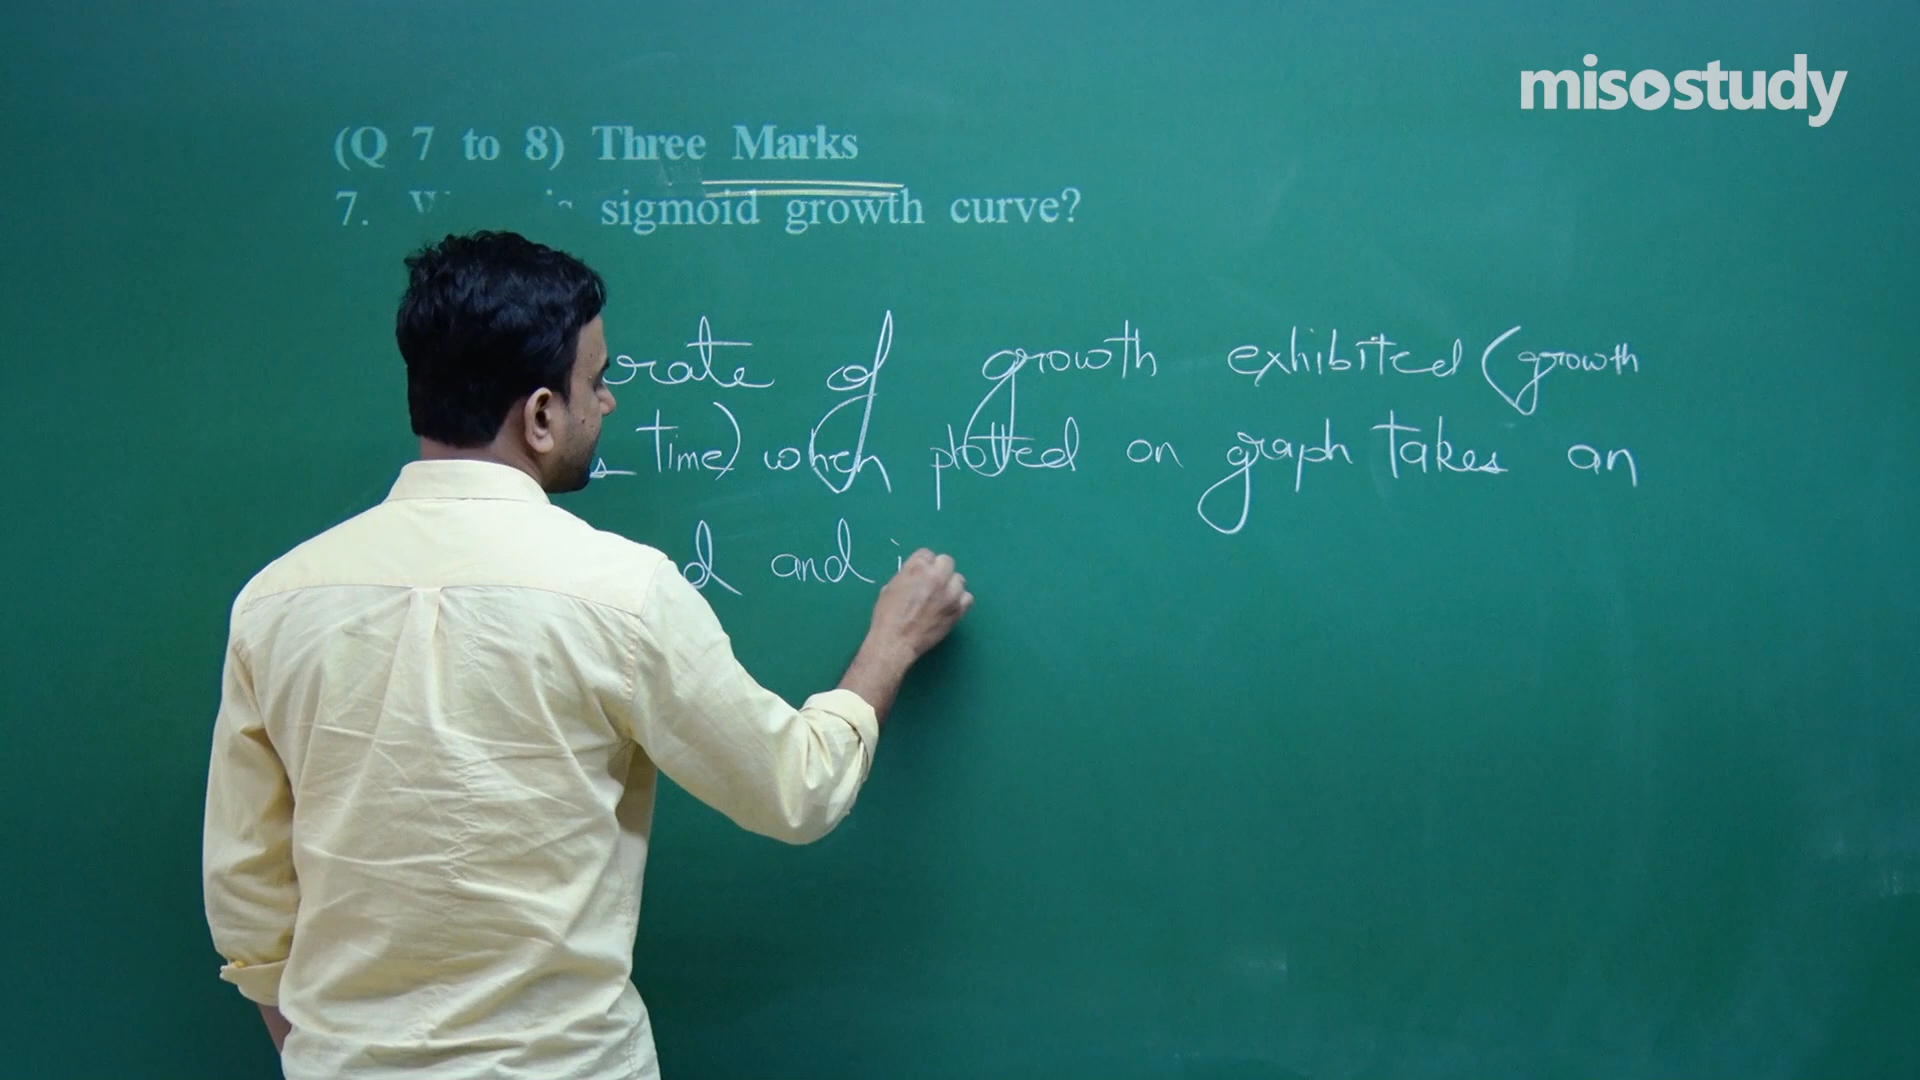 misostudy
(Q 7 to 8) Three Marks
7. sigmoid growth curve?
rate of growth exhibited (growth
time) which plotted on graph takes an
and